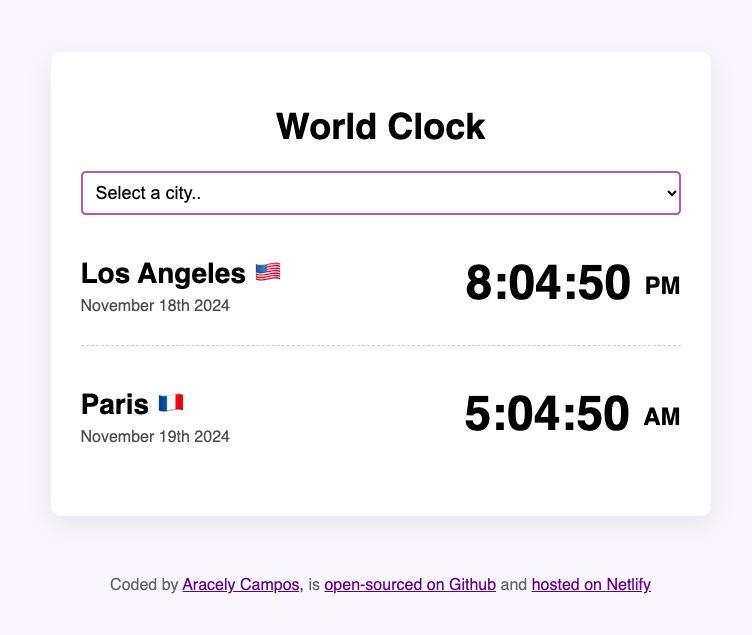 World Clock
Select a city..
Los Angeles 🇺🇸
8:04:50 PM
November 18th 2024
Paris 🇫🇷
5:04:50 AM
November 19th 2024
Coded by Aracely Campos, is open-sourced on Github and hosted on Netlify